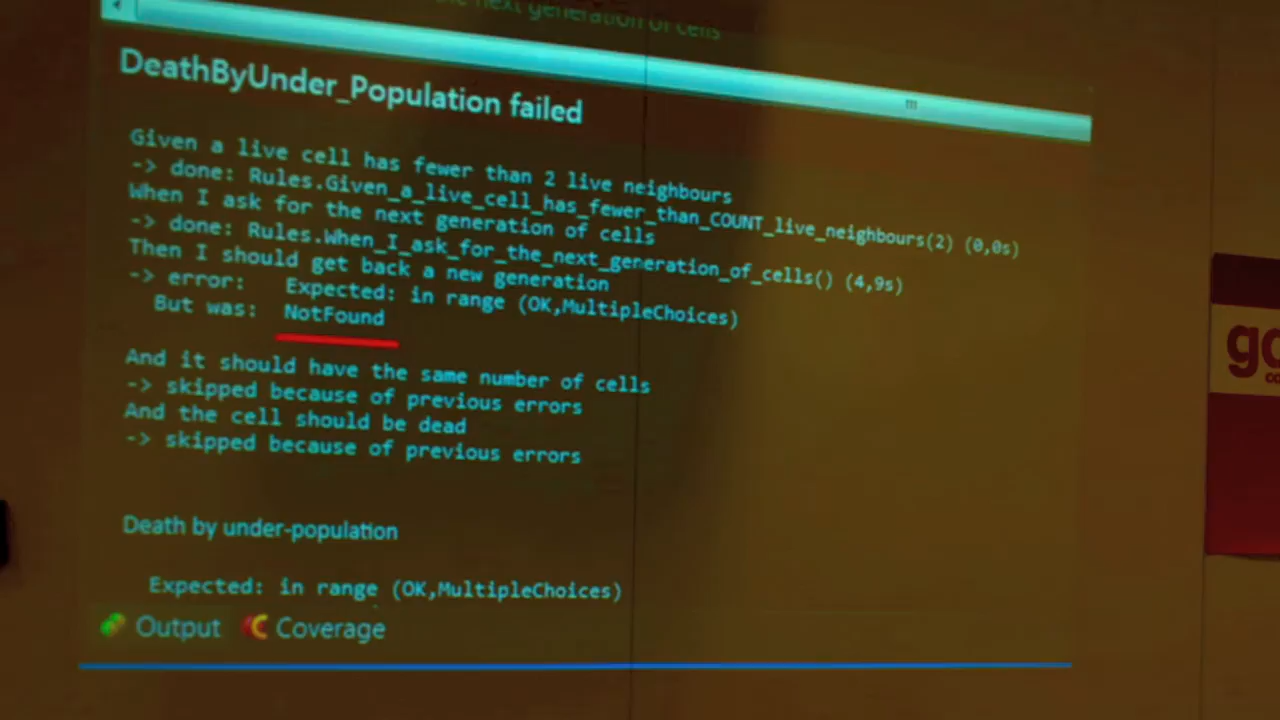 next generation of cells
DeathByUnder_Population failed
Given a live cell has fewer than 2 live neighbours
-> done: Rules.Given_a_live_cell_has_fewer_than_COUNT_live_neighbours(2) (0,0s)
When I ask for the next generation of cells
-> done: Rules.When_I_ask_for_the_next_generation_of_cells() (4,9s)
Then I should get back a new generation
-> error: Expected: in range (OK,MultipleChoices)
But was: NotFound
And it should have the same number of cells
-> skipped because of previous errors
And the cell should be dead
-> skipped because of previous errors
Death by under-population
Expected: in range (OK,MultipleChoices)
Output Coverage